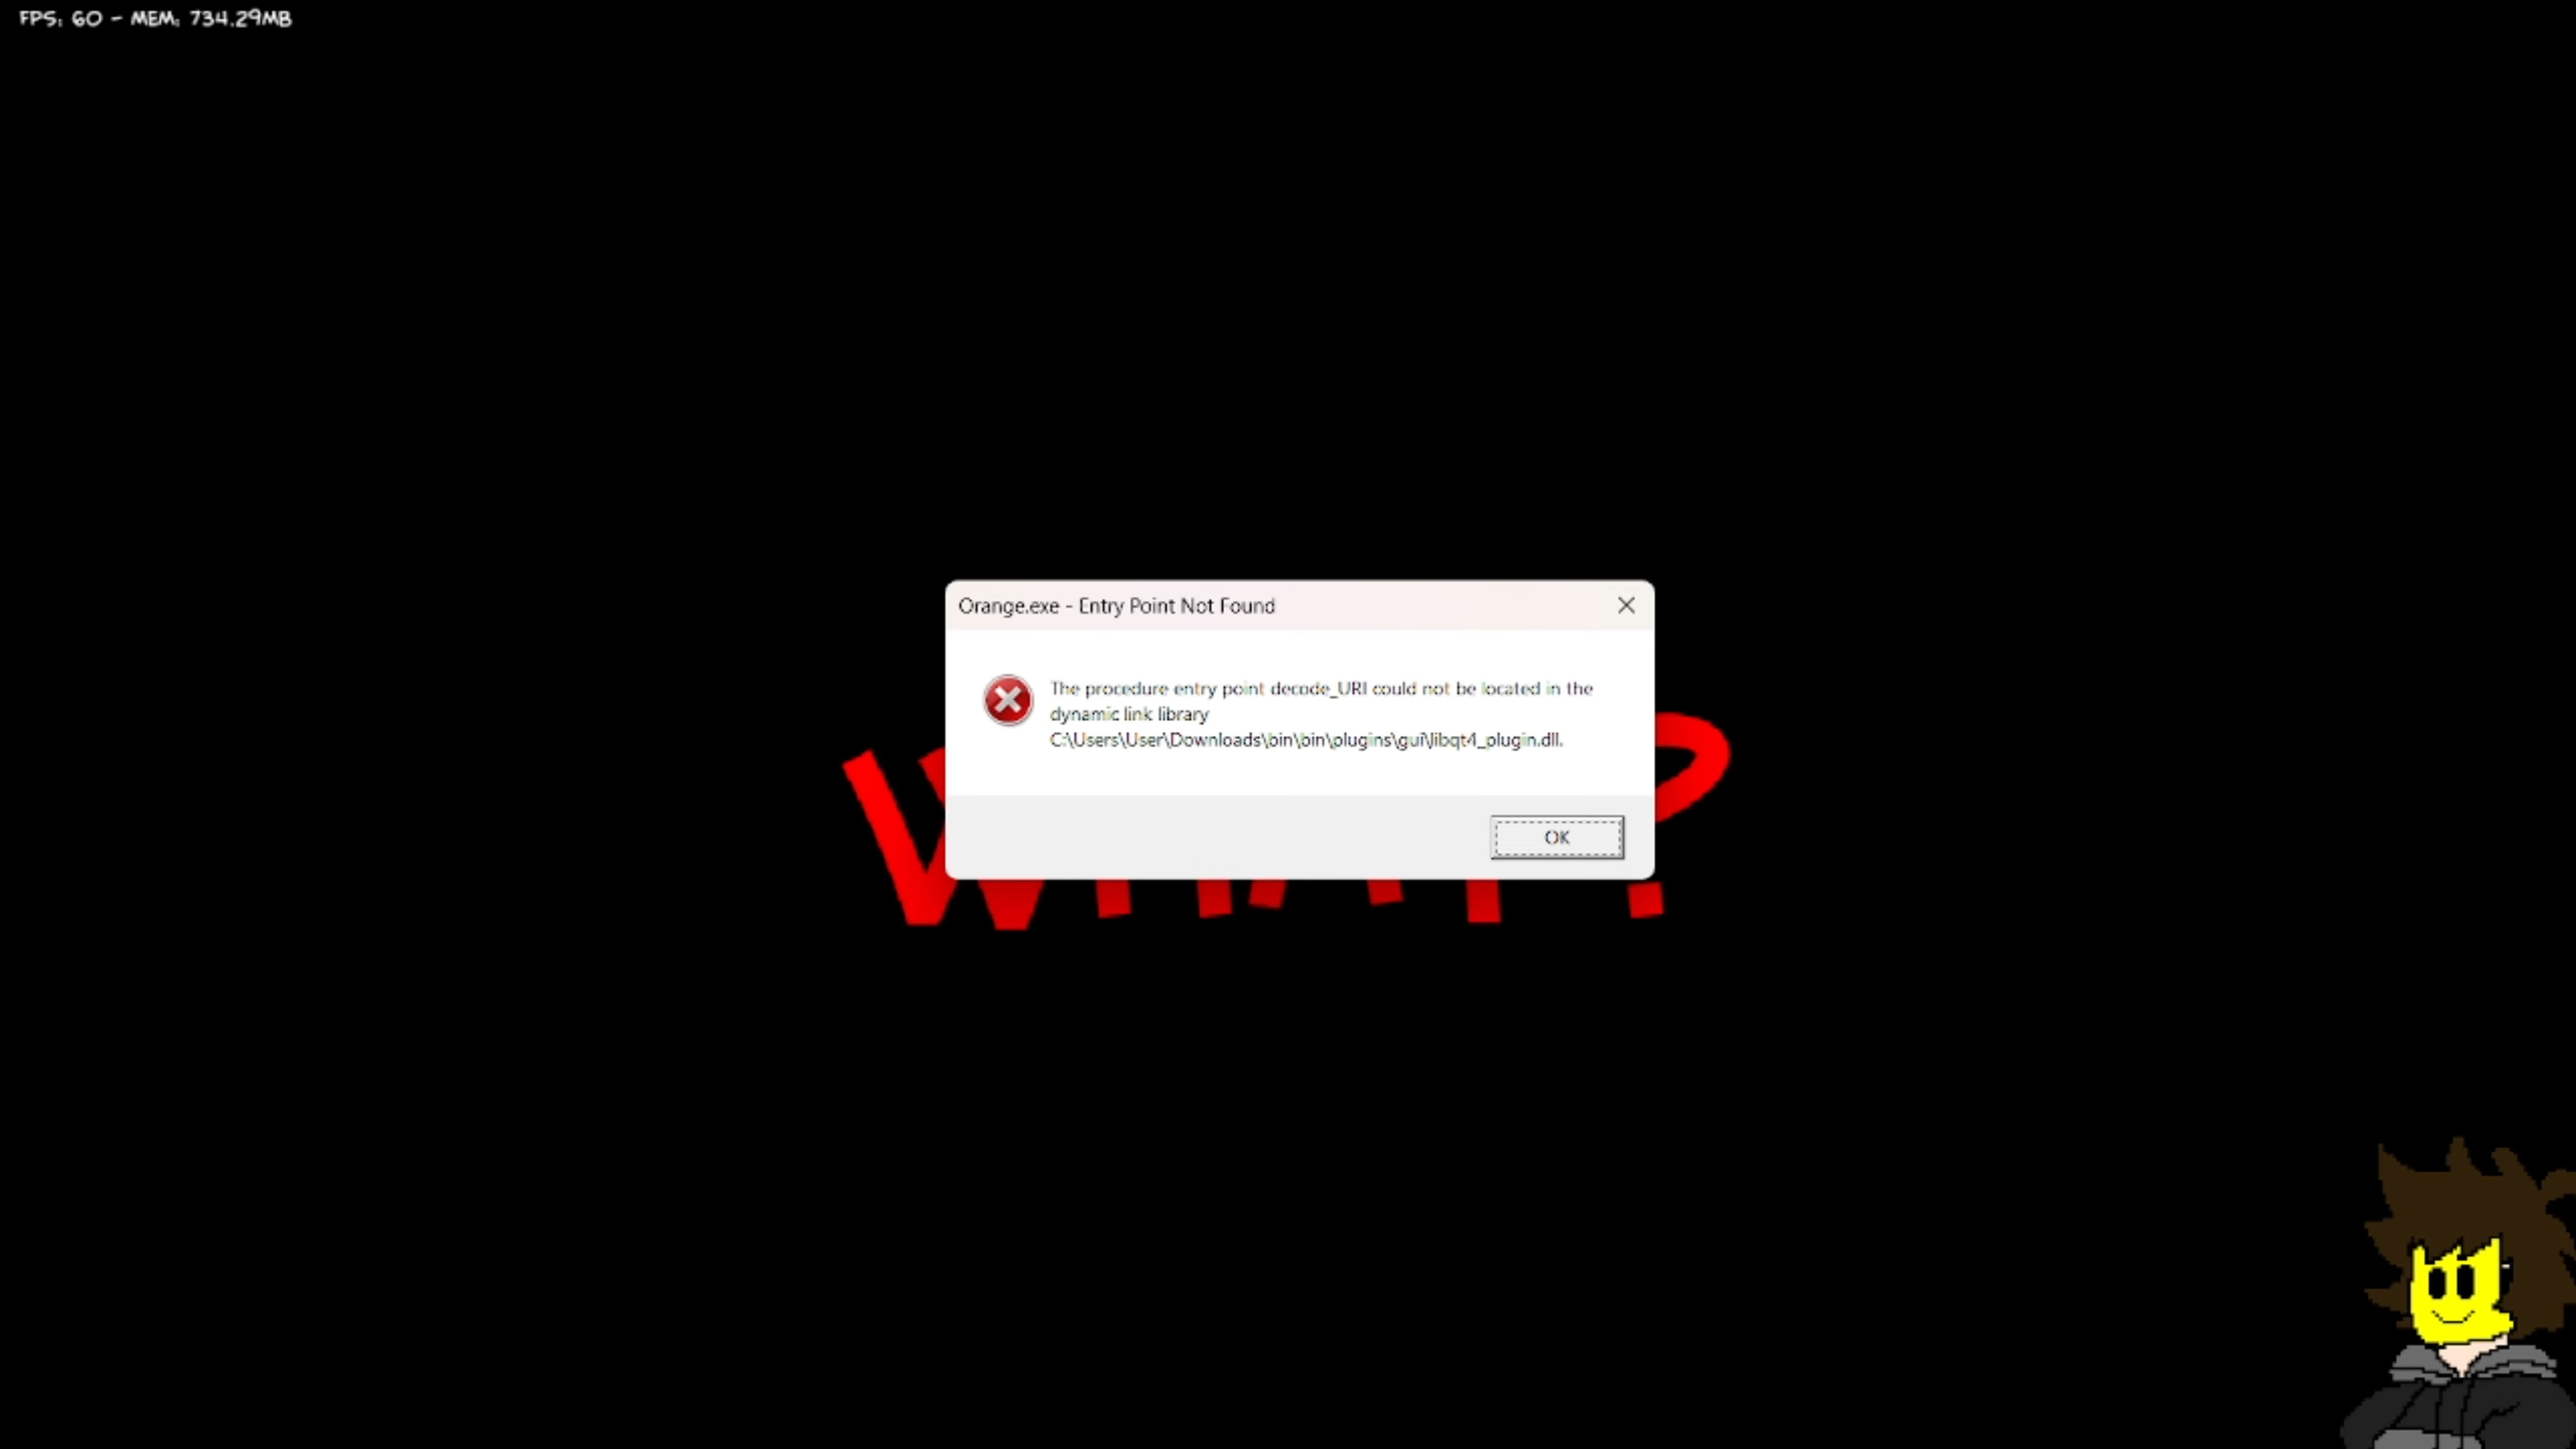 FPS: 60 - MEM: 734.29MB
Orange.exe - Entry Point Not Found
The procedure entry point decode_URI could not be located in the
dynamic link library
C:\Users\User\Downloads\bin\bin\plugins\gui\libqt4_plugin.dll.
OK